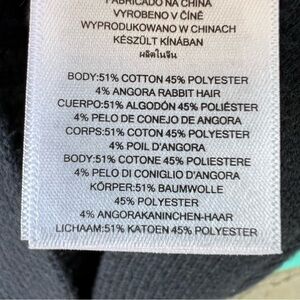 FABRICADO NA CHINA
VYROBENO V ČÍNĚ
WYPRODUKOWANO W CHINACH
KÉSZÜLT KÍNÁBAN
ผลิตในจีน
BODY:51% COTTON 45% POLYESTER
4% ANGORA RABBIT HAIR
CUERPO:51% ALGODÓN 45% POLIÉSTER
4% PELO DE CONEJO DE ANGORA
CORPS:51% COTON 45% POLYESTER
4% POIL D'ANGORA
BODY:51% COTONE 45% POLIESTERE
4% PELO DI CONIGLIO D'ANGORA
KÖRPER:51% BAUMWOLLE
45% POLYESTER
4% ANGORAKANINCHEN-HAAR
LICHAAM:51% KATOEN 45% POLYESTER